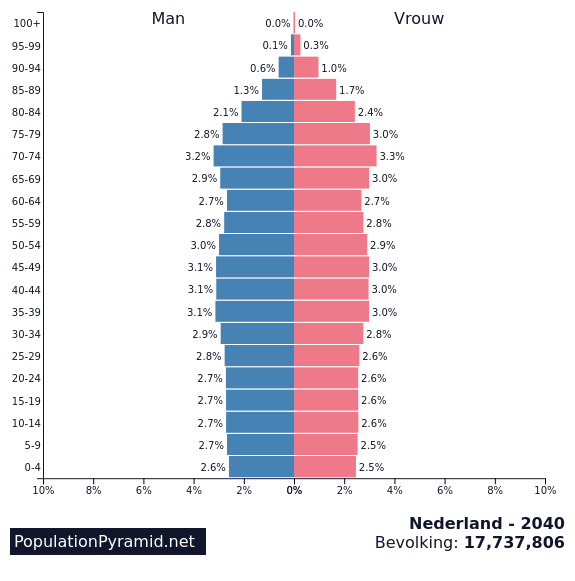 Man Vrouw
100+ 0.0% 0.0%
95-99 0.1% 0.3%
90-94 0.6% 1.0%
85-89 1.3% 1.7%
80-84 2.1% 2.4%
75-79 2.8% 3.0%
70-74 3.2% 3.3%
65-69 2.9% 3.0%
60-64 2.7% 2.7%
55-59 2.8% 2.8%
50-54 3.0% 2.9%
45-49 3.1% 3.0%
40-44 3.1% 3.0%
35-39 3.1% 3.0%
30-34 2.9% 2.8%
25-29 2.8% 2.6%
20-24 2.7% 2.6%
15-19 2.7% 2.6%
10-14 2.7% 2.6%
5-9 2.7% 2.5%
0-4 2.6% 2.5%
10% 8% 6% 4% 2% 0% 2% 4% 6% 8% 10%
Nederland - 2040
PopulationPyramid.net Bevolking: 17,737,806